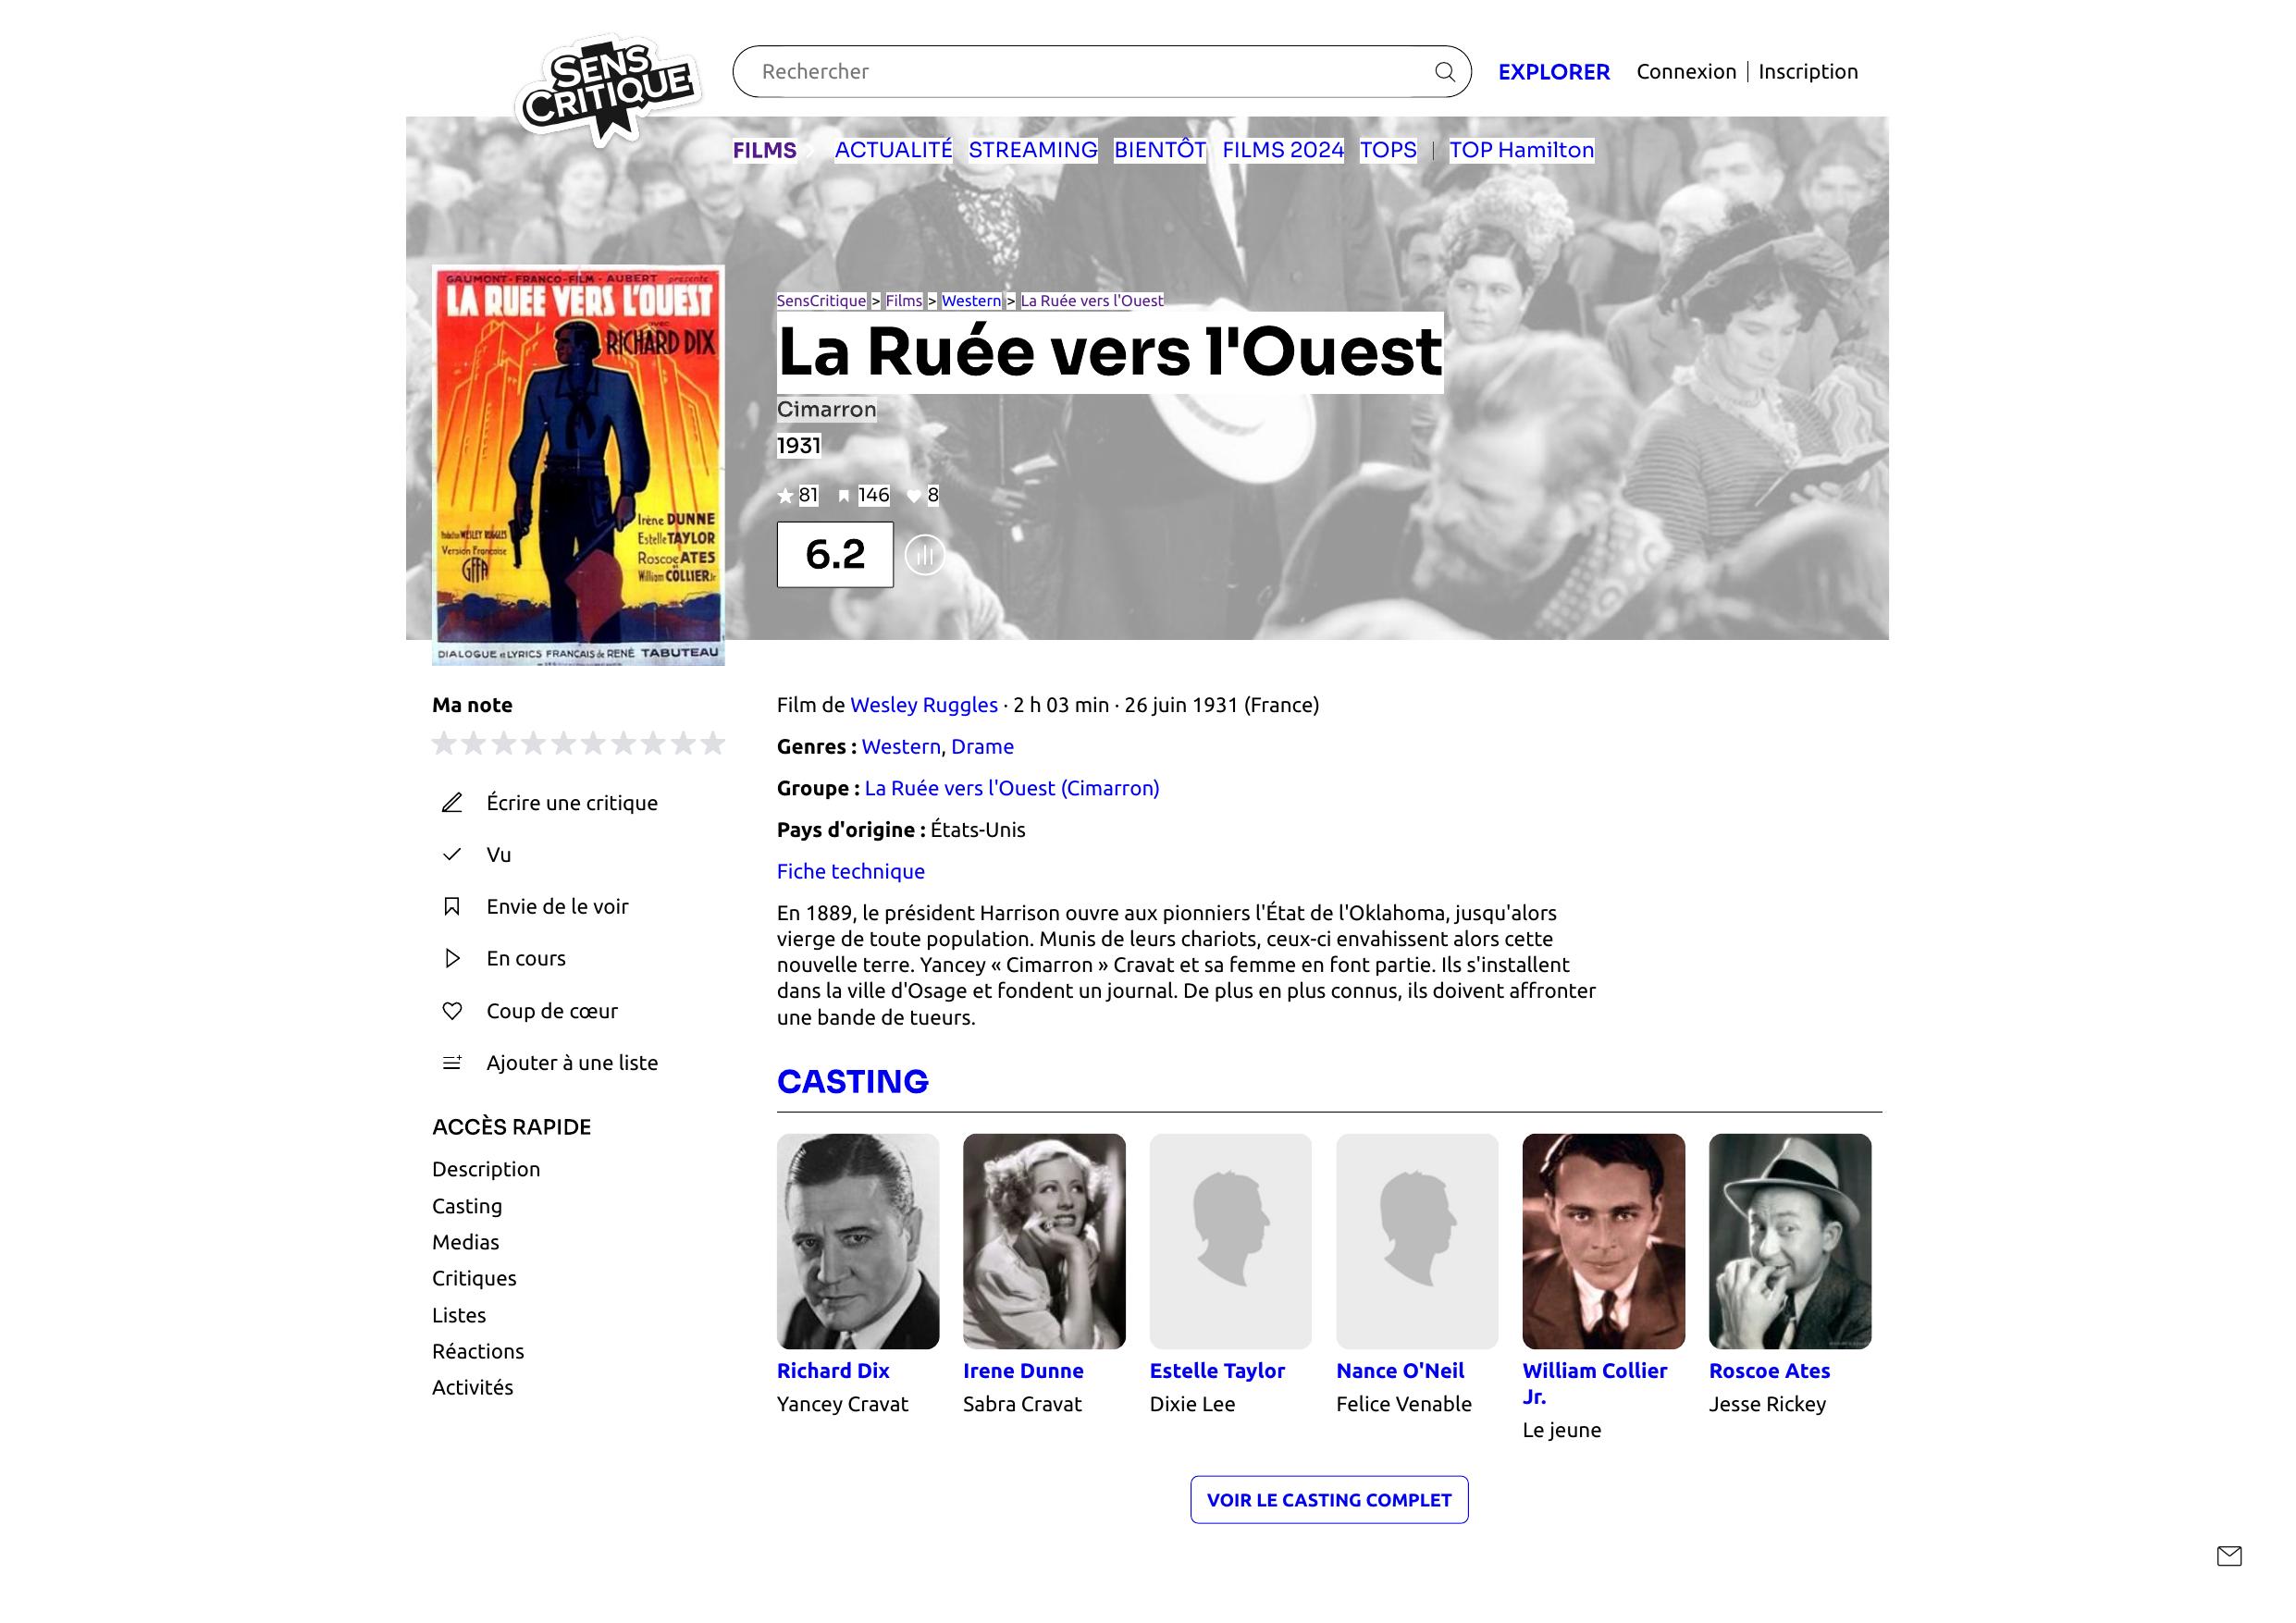 SENS CRITIQUE
Rechercher
EXPLORER
Connexion | Inscription
FILMS
ACTUALITÉ
STREAMING
BIENTÔT
FILMS 2024
TOPS
|
TOP Hamilton
GAUMONT-FRANCO-FILM-AUBERT présente
LA RUEE VERS L'OUEST
avec
RICHARD DIX
Irène DUNNE
Estelle TAYLOR
Roscoe ATES
et
William COLLIER Jr
Production WESLEY RUGGLES
Version Française
GFFA
DIALOGUE et LYRICS FRANÇAIS de RENÉ TABUTEAU
SensCritique > Films > Western > La Ruée vers l'Ouest
La Ruée vers l'Ouest
Cimarron
1931
81 146 8
6.2
Ma note
Écrire une critique
Vu
Envie de le voir
En cours
Coup de cœur
Ajouter à une liste
ACCÈS RAPIDE
Description
Casting
Medias
Critiques
Listes
Réactions
Activités
Film de Wesley Ruggles · 2 h 03 min · 26 juin 1931 (France)
Genres : Western, Drame
Groupe : La Ruée vers l'Ouest (Cimarron)
Pays d'origine : États-Unis
Fiche technique
En 1889, le président Harrison ouvre aux pionniers l'État de l'Oklahoma, jusqu'alors
vierge de toute population. Munis de leurs chariots, ceux-ci envahissent alors cette
nouvelle terre. Yancey « Cimarron » Cravat et sa femme en font partie. Ils s'installent
dans la ville d'Osage et fondent un journal. De plus en plus connus, ils doivent affronter
une bande de tueurs.
CASTING
Richard Dix
Yancey Cravat
Irene Dunne
Sabra Cravat
Estelle Taylor
Dixie Lee
Nance O'Neil
Felice Venable
William Collier
Jr.
Le jeune
Roscoe Ates
Jesse Rickey
VOIR LE CASTING COMPLET